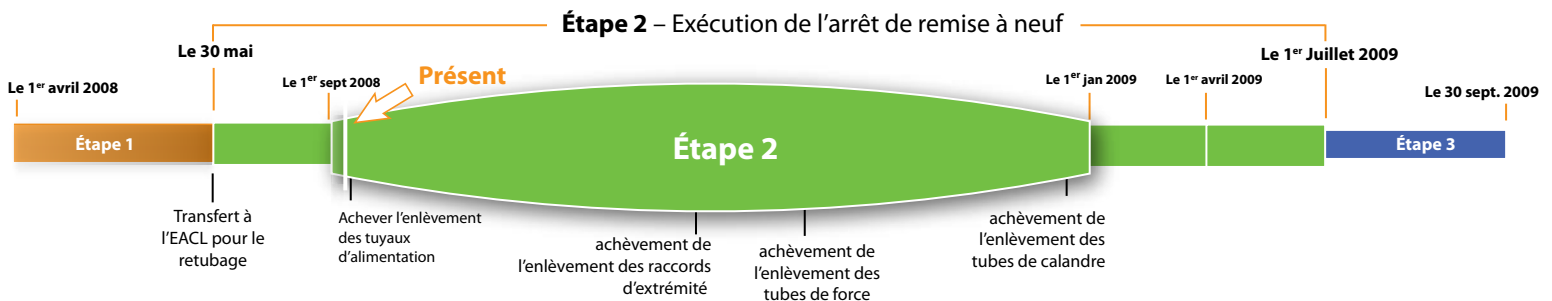 Étape 2 – Exécution de l’arrêt de remise à neuf
Le 30 mai
Le 1er Juillet 2009
Le 1er avril 2008
Le 1er sept 2008
Présent
Le 1er jan 2009
Le 1er avril 2009
Le 30 sept. 2009
Étape 1
Étape 2
Étape 3
Transfert à
l’EACL pour le
retubage
Achever l’enlèvement
des tuyaux
d’alimentation
achèvement de
l’enlèvement des raccords
d’extrémité
achèvement de
l’enlèvement des
tubes de force
achèvement de
l’enlèvement des
tubes de calandre